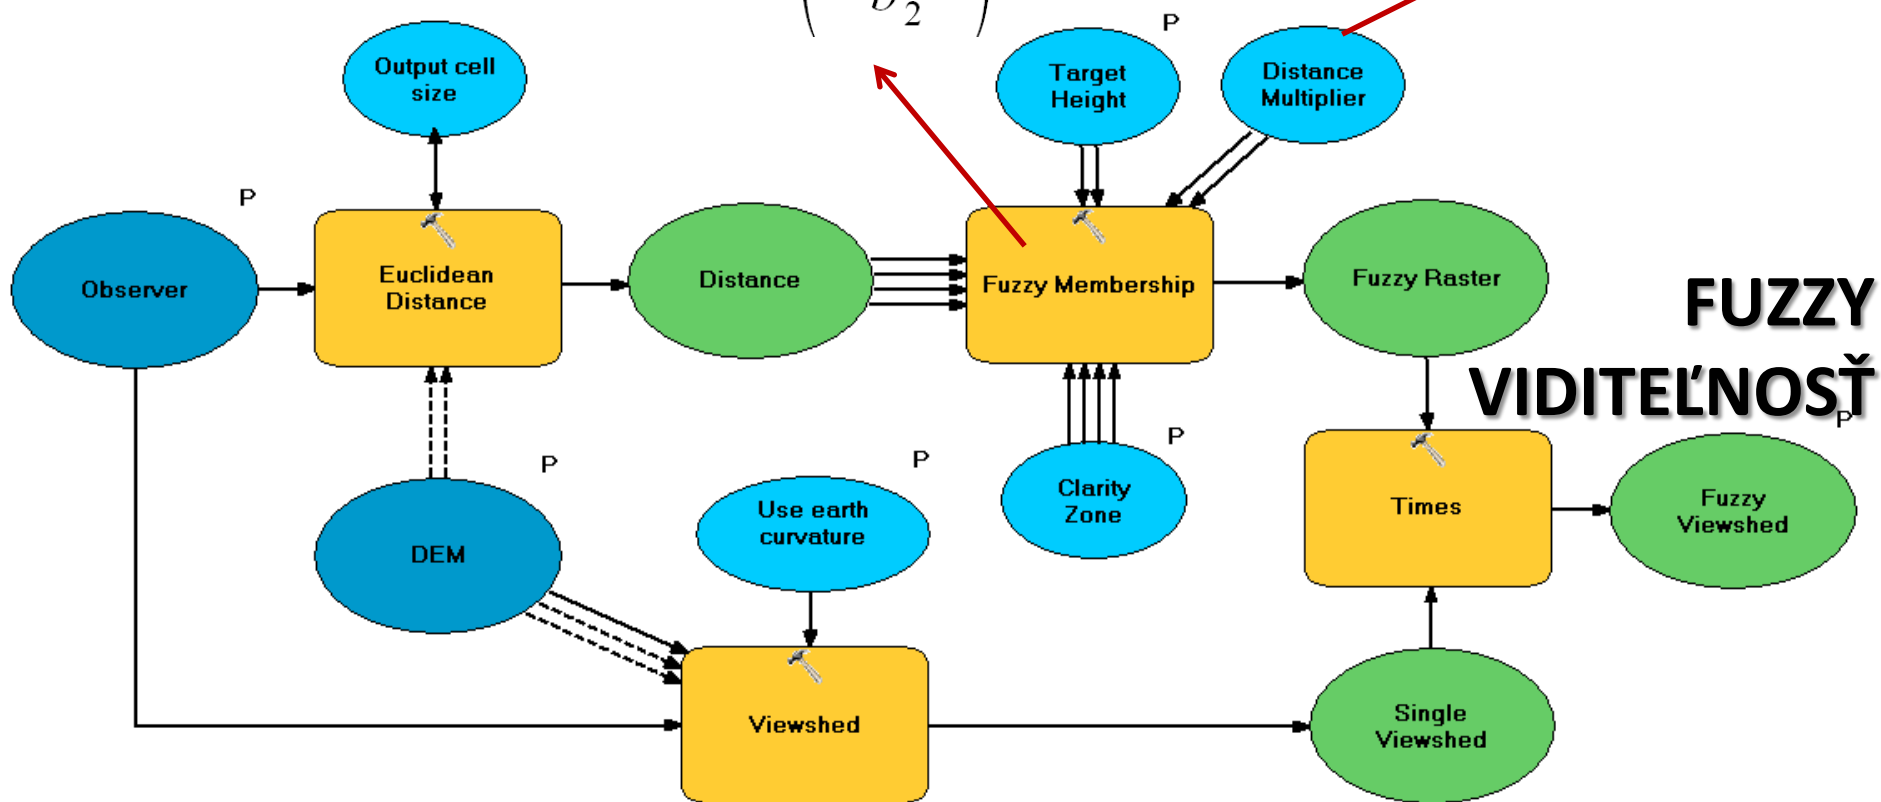 b 2
P
Output cell
size
Target
Height
Distance
Multiplier
P
Observer
Euclidean
Distance
Distance
Fuzzy Membership
Fuzzy Raster
FUZZY
VIDITEĽNOSŤ
P
P
P
P
DEM
Use earth
curvature
Clarity
Zone
Times
Fuzzy
Viewshed
Viewshed
Single
Viewshed